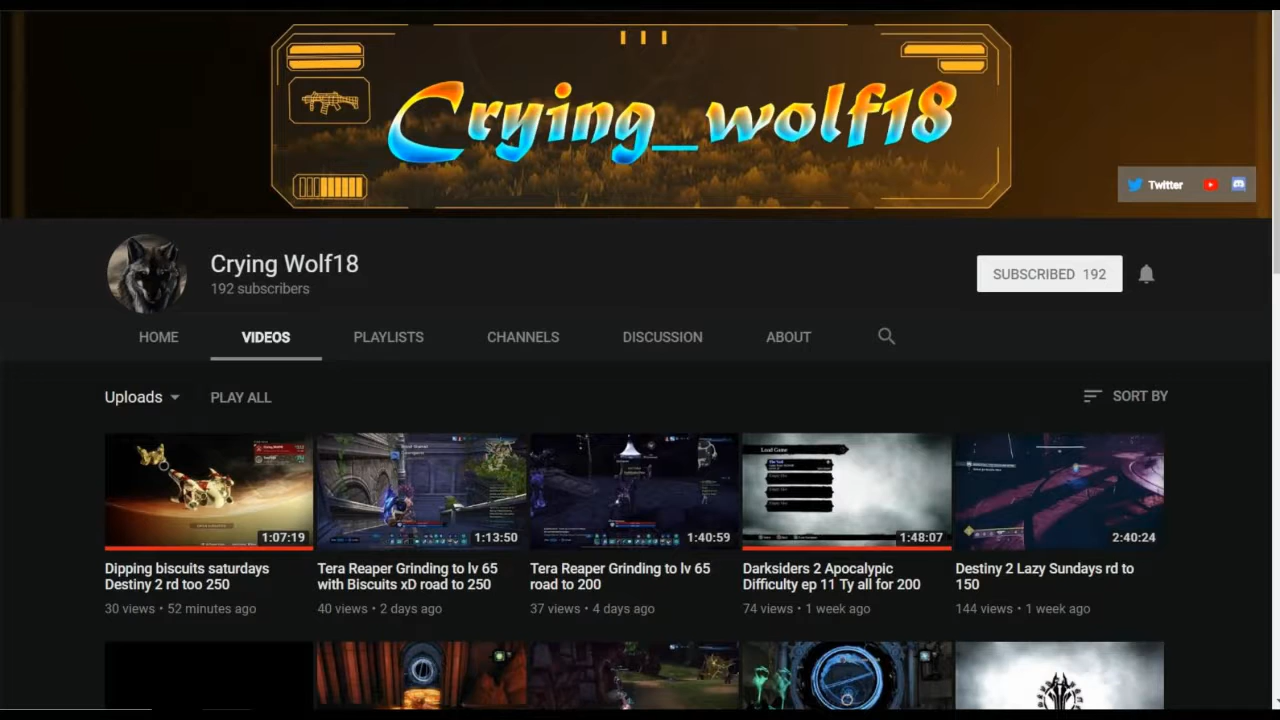 Crying_wolf18
Twitter
Crying Wolf18
192 subscribers
SUBSCRIBED 192
HOME
VIDEOS
PLAYLISTS
CHANNELS
DISCUSSION
ABOUT
Uploads
PLAY ALL
SORT BY
Load Game
1:07:19
1:13:50
1:40:59
1:48:07
2:40:24
Dipping biscuits saturdays
Destiny 2 rd too 250
30 views • 52 minutes ago
Tera Reaper Grinding to lv 65
with Biscuits xD road to 250
40 views • 2 days ago
Tera Reaper Grinding to lv 65
road to 200
37 views • 4 days ago
Darksiders 2 Apocalypic
Difficulty ep 11 Ty all for 200
74 views • 1 week ago
Destiny 2 Lazy Sundays rd to
150
144 views • 1 week ago